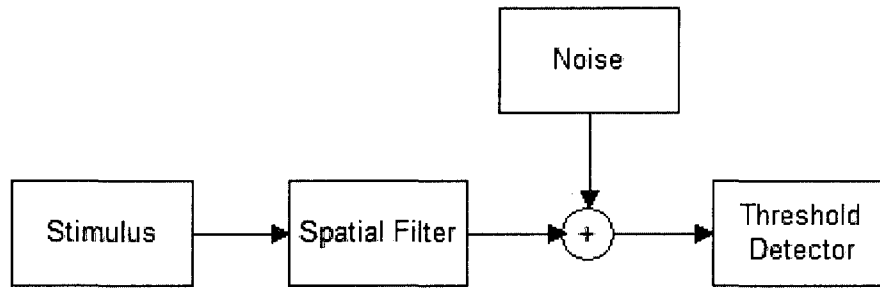 Noise
Stimulus
Spatial Filter
+
Threshold
Detector